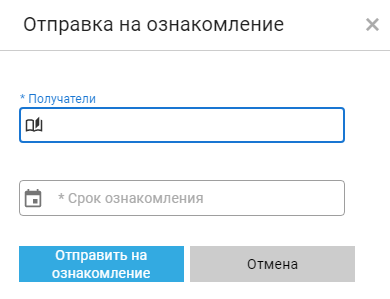 Отправка на ознакомление
* Получатели
* Срок ознакомления
Отправить на
ознакомление
Отмена